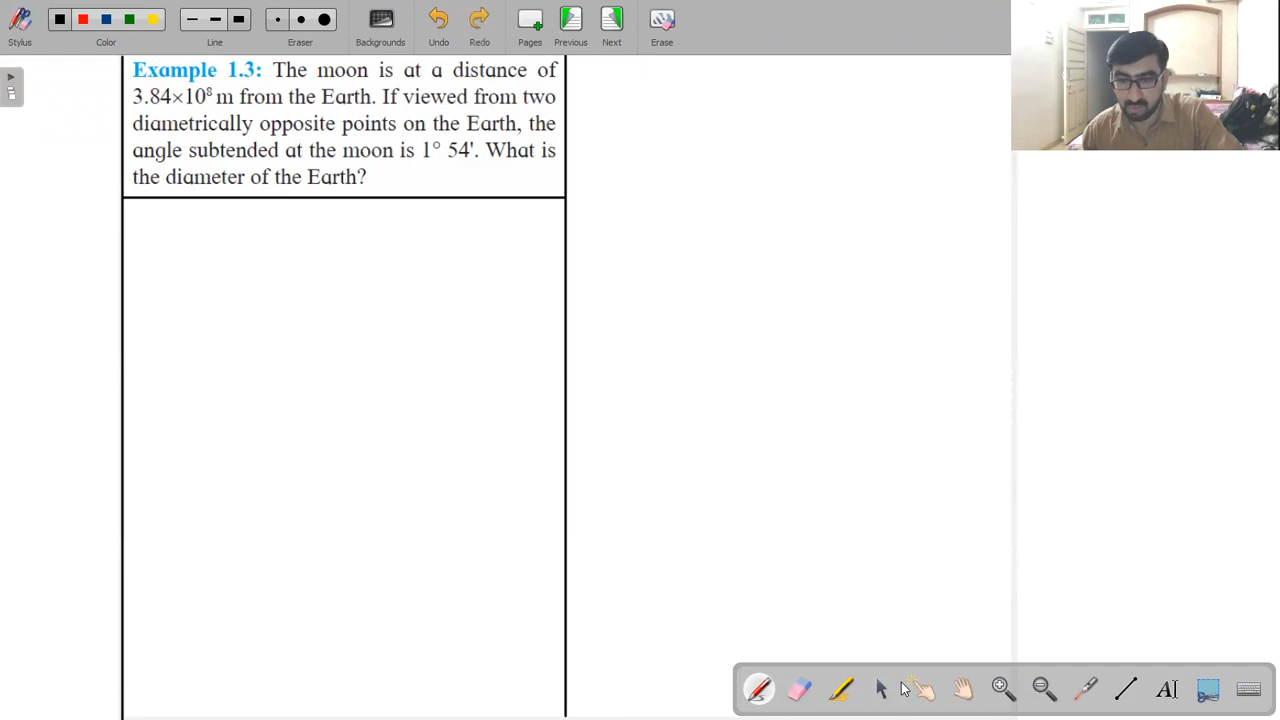 Stylus
Color
Line
Eraser
Backgrounds
Undo
Redo
Pages
Previous
Next
Erase
Example 1.3: The moon is at a distance of
3.84×10⁸ m from the Earth. If viewed from two
diametrically opposite points on the Earth, the
angle subtended at the moon is 1° 54'. What is
the diameter of the Earth?